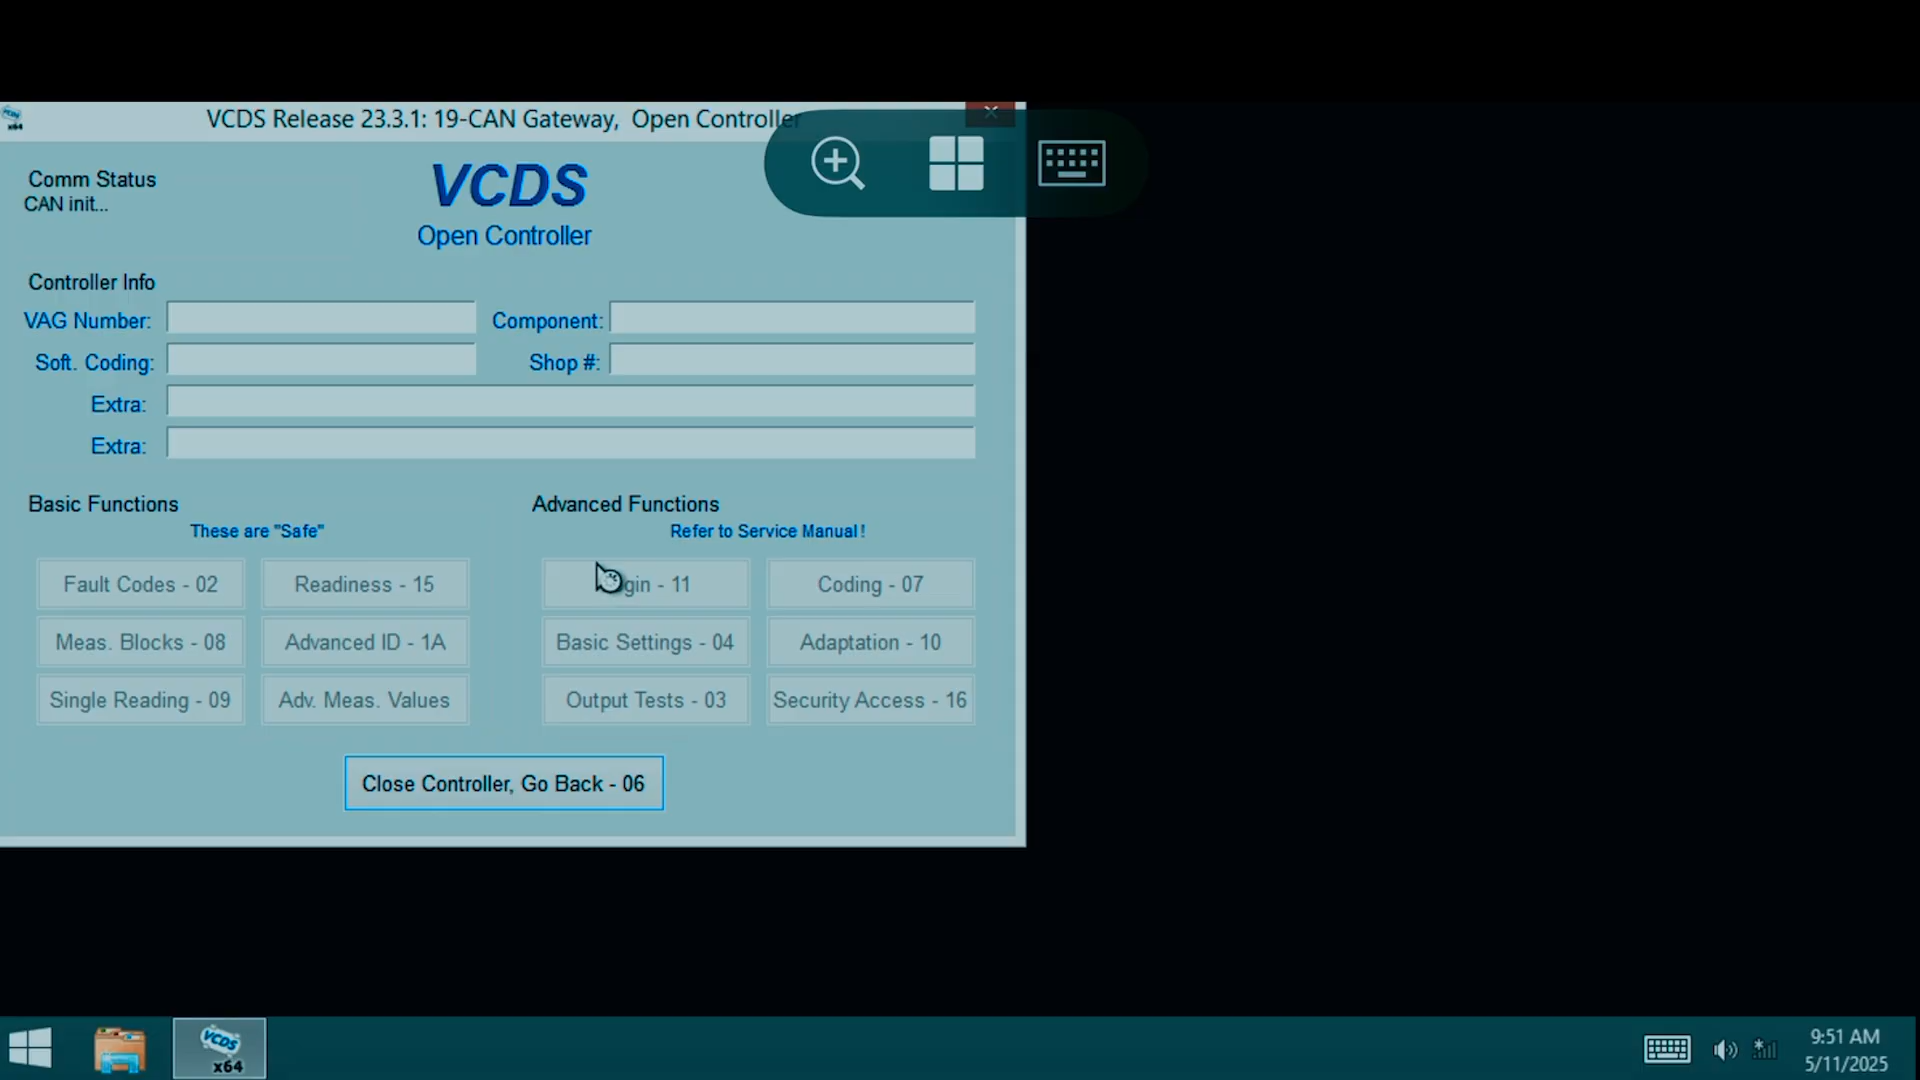 VCDS Release 23.3.1: 19-CAN Gateway, Open Controller
Comm Status
CAN init...
VCDS
Open Controller
Controller Info
VAG Number:
Component:
Soft. Coding:
Shop #:
Extra:
Extra:
Basic Functions
These are "Safe"
Advanced Functions
Refer to Service Manual!
Fault Codes - 02
Readiness - 15
gin - 11
Coding - 07
Meas. Blocks - 08
Advanced ID - 1A
Basic Settings - 04
Adaptation - 10
Single Reading - 09
Adv. Meas. Values
Output Tests - 03
Security Access - 16
Close Controller, Go Back - 06
VCDS
x64
9:51 AM
5/11/2025